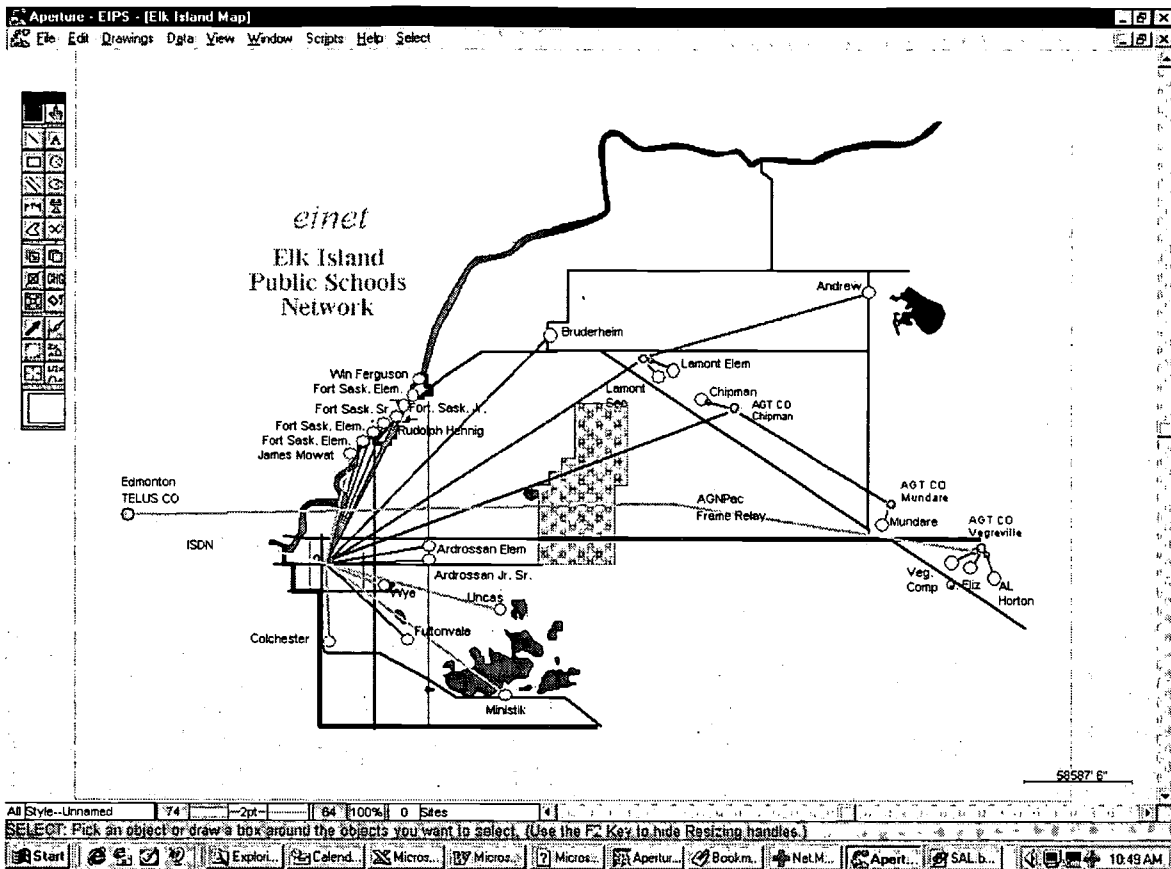 Aperture - EIPS - [Elk Island Map]
File Edit Drawings Data View Window Scripts Help Select
einet
Elk Island
Public Schools
Network
Andrew
Bruderheim
Win Ferguson
Fort Sask. Elem.
Lamont Elem
Lamont
Sec
Chipman
AGT CO
Chipman
Fort Sask. Sr
Fort. Sask. Jr.
Fort Sask. Elem.
Rudolph Hennig
Fort Sask. Elem.
James Mowat
Edmonton
TELUS CO
AGNPac
Frame Relay
AGT CO
Mundare
Mundare
AGT CO
Vegreville
ISDN
Ardrossan Elem
Ardrossan Jr. Sr.
Veg.
Comp
Eliz
AL
Horton
Wye
Uncas
Colchester
Fultonvale
Ministik
58587' 6"
All Style--Unnamed 74 2pt 64 100% 0 Sites
SELECT: Pick an object or draw a box around the objects you want to select. (Use the F2 Key to hide Resizing handles.)
Start Explori... Calend... Micros... Micros... Micros... Apertur... Bookm... Net.M... Apert... SAL.b... 10:49 AM